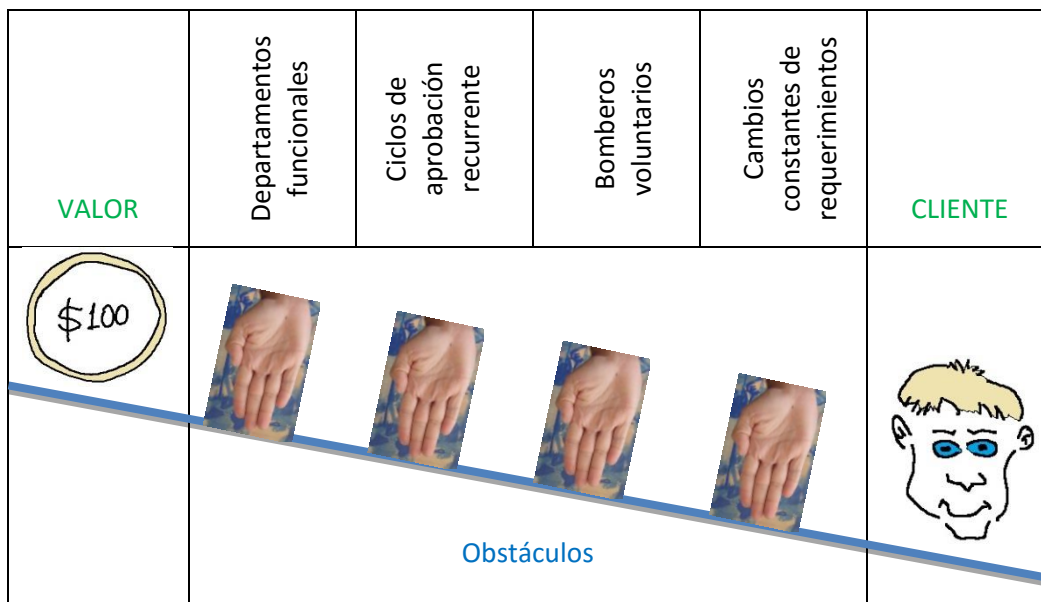 VALOR
Departamentos
funcionales
Ciclos de
aprobación
recurrente
Bomberos
voluntarios
Cambios
constantes de
requerimientos
CLIENTE
$100
Obstáculos